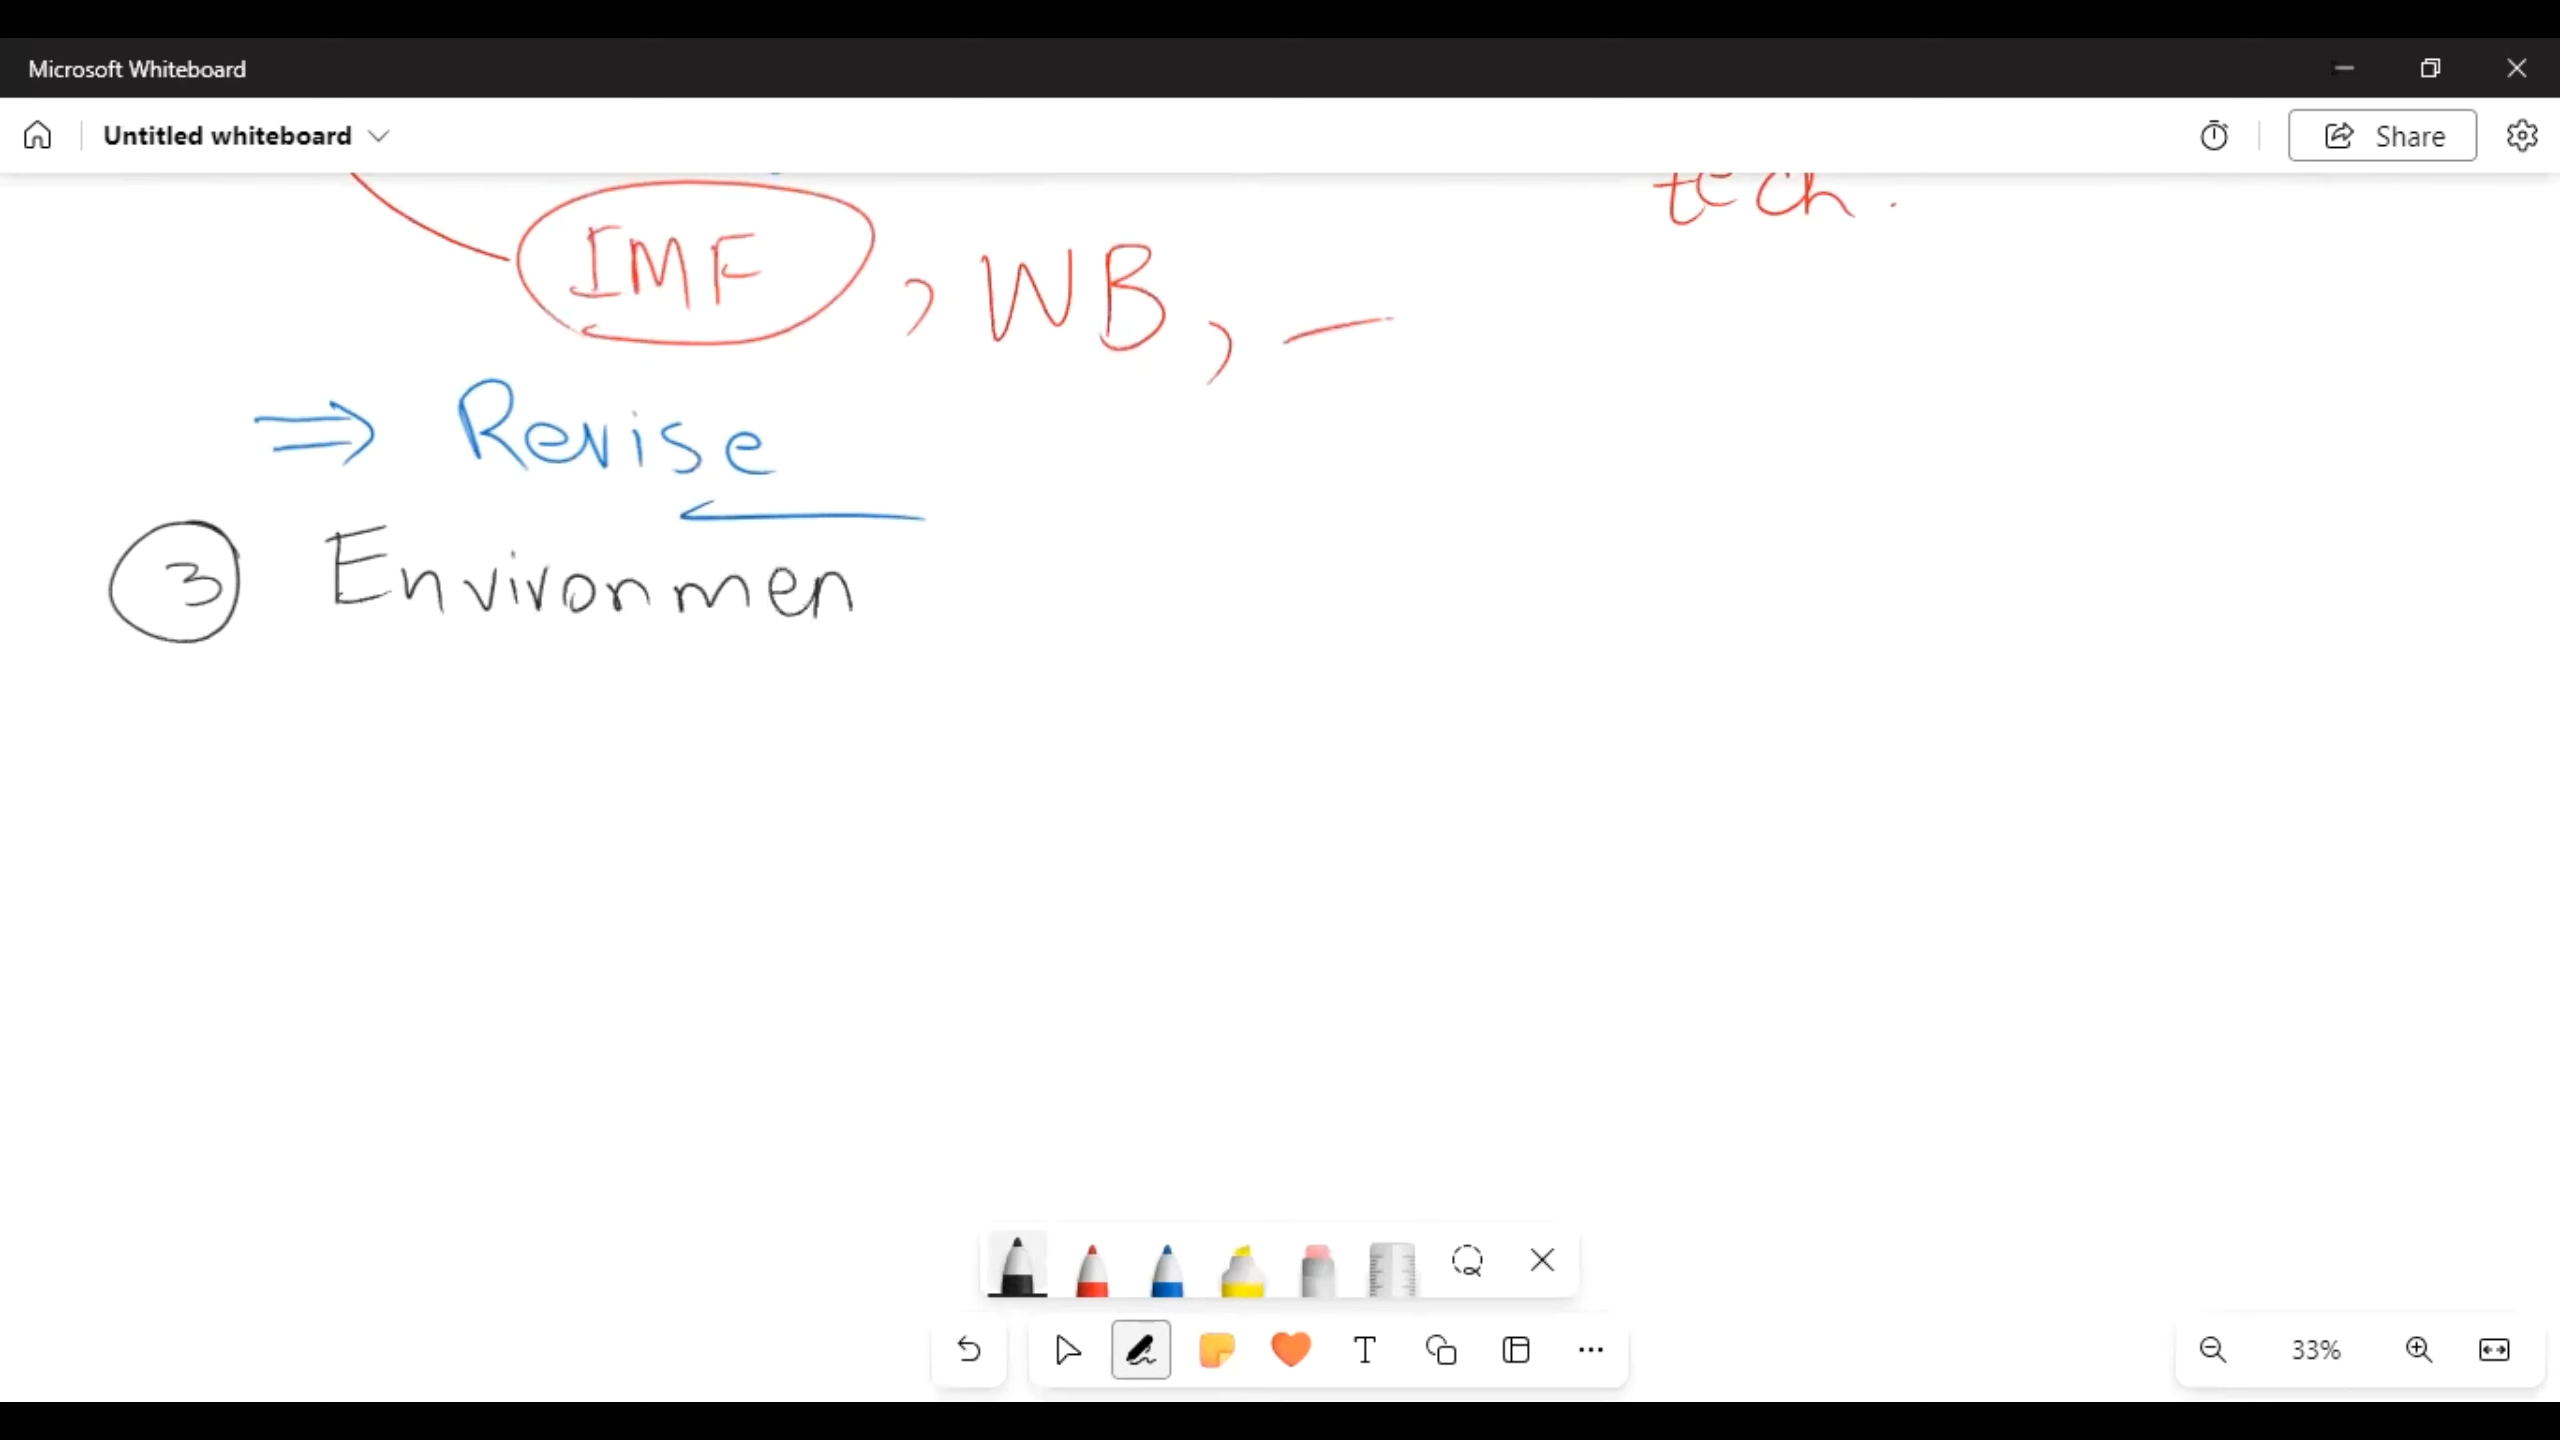 Microsoft Whiteboard
Untitled whiteboard
Share
tech.
IMF, WB, —
⇒ Revise
③ Environmen
T
33%